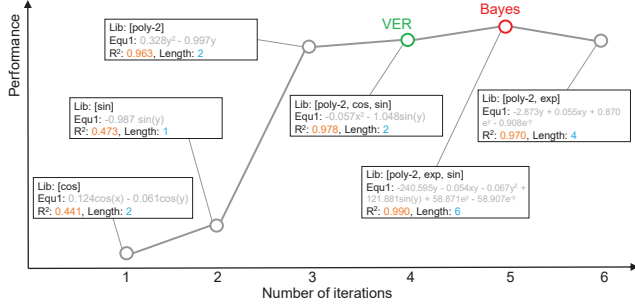 Performance
VER
Bayes
Lib: [poly-2]
Equ1: 0.328y² - 0.997y
R²: 0.963, Length: 2
Lib: [sin]
Equ1: -0.987 sin(y)
R²: 0.473, Length: 1
Lib: [cos]
Equ1: 0.124cos(x) - 0.061cos(y)
R²: 0.441, Length: 2
Lib: [poly-2, cos, sin]
Equ1: -0.057x² - 1.048sin(y)
R²: 0.978, Length: 2
Lib: [poly-2, exp]
Equ1: -2.873y + 0.055xy + 0.870
eʸ - 0.908e⁻ʸ
R²: 0.970, Length: 4
Lib: [poly-2, exp, sin]
Equ1: -240.595y – 0.054xy – 0.067y² +
121.881sin(y) + 58.871eʸ - 58.907e⁻ʸ
R²: 0.990, Length: 6
1 2 3 4 5 6
Number of iterations